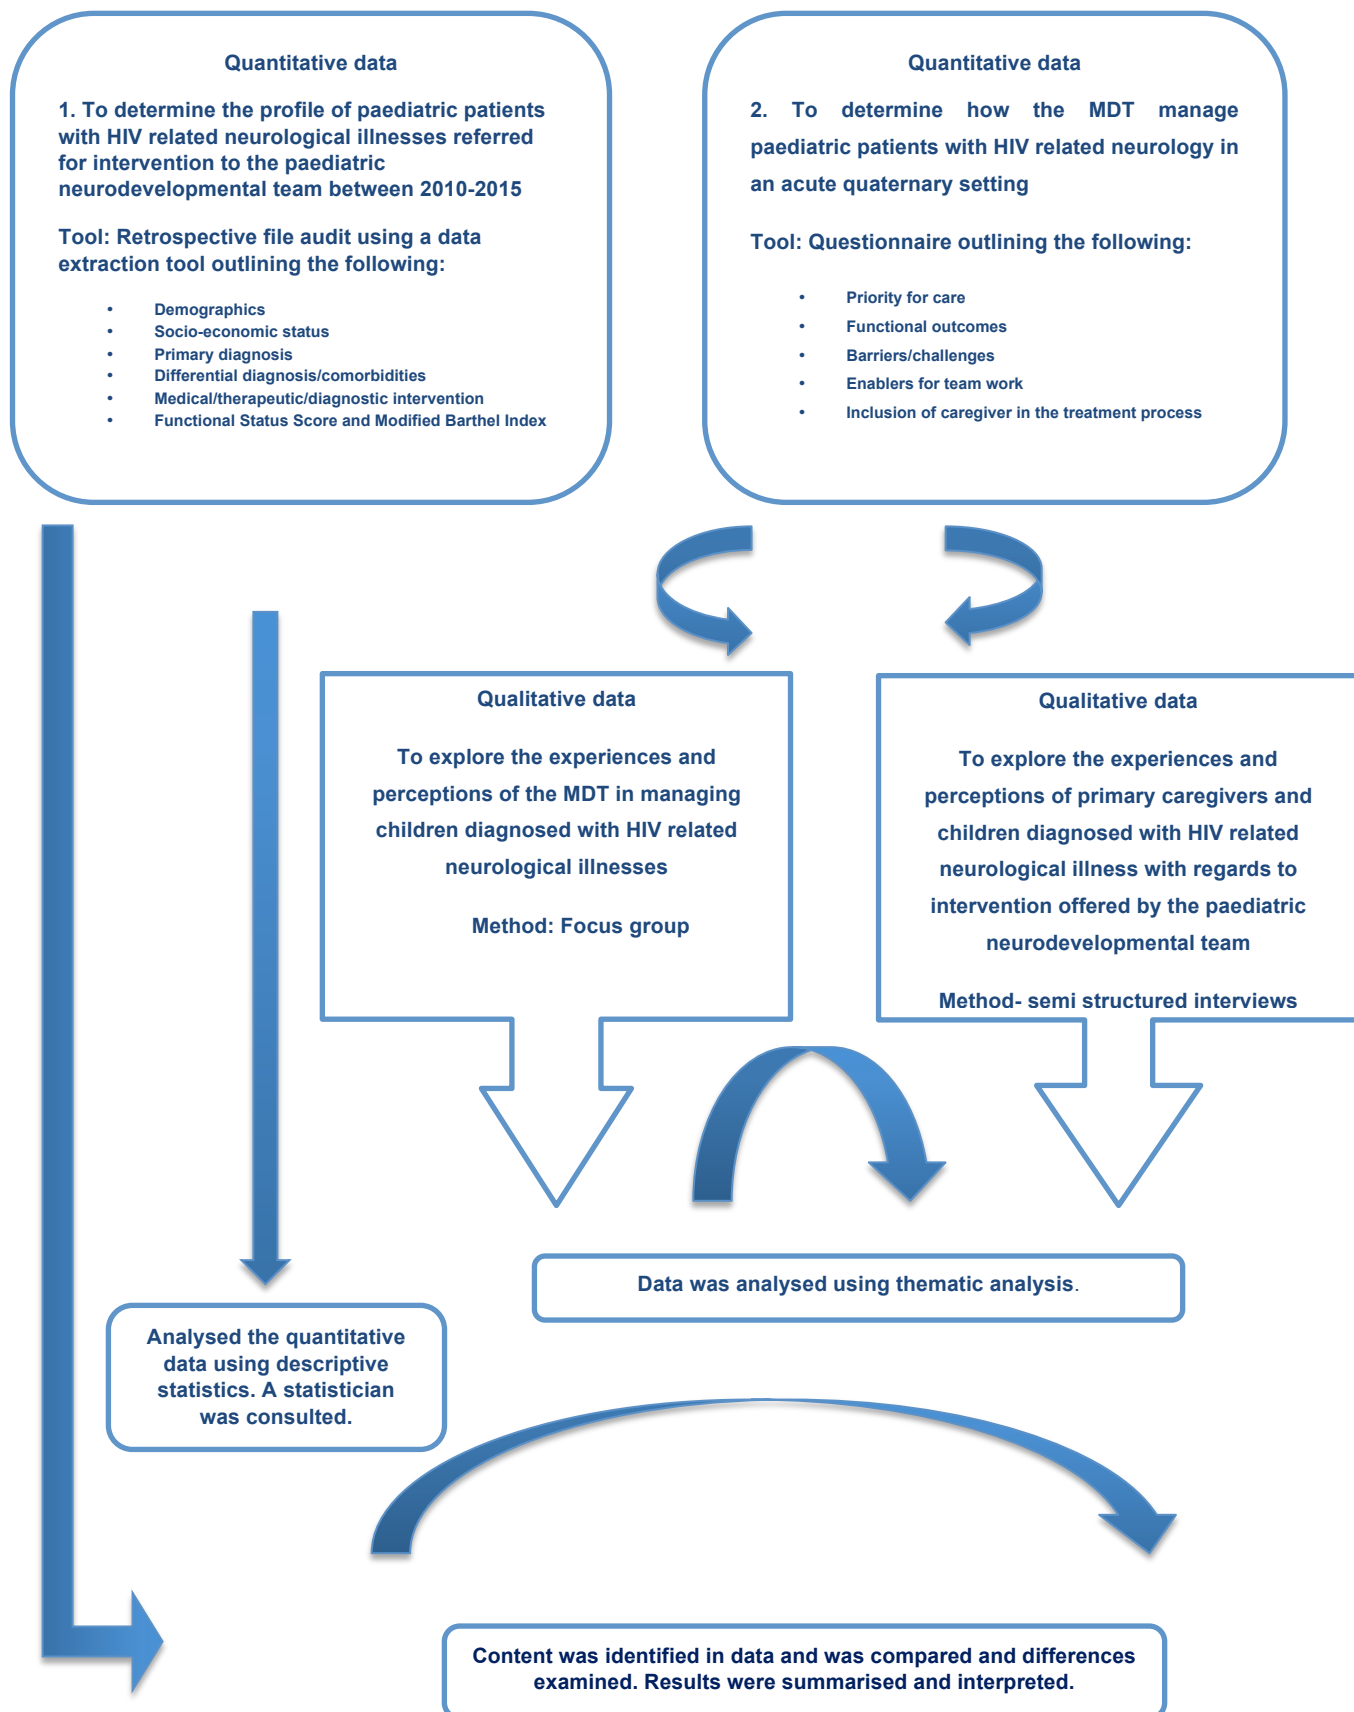 Quantitative data
1. To determine the profile of paediatric patients
with HIV related neurological illnesses referred
for intervention to the paediatric
neurodevelopmental team between 2010-2015
Tool: Retrospective file audit using a data
extraction tool outlining the following:
• Demographics
• Socio-economic status
• Primary diagnosis
• Differential diagnosis/comorbidities
• Medical/therapeutic/diagnostic intervention
• Functional Status Score and Modified Barthel Index
Quantitative data
2. To determine how the MDT manage
paediatric patients with HIV related neurology in
an acute quaternary setting
Tool: Questionnaire outlining the following:
• Priority for care
• Functional outcomes
• Barriers/challenges
• Enablers for team work
• Inclusion of caregiver in the treatment process
Qualitative data
To explore the experiences and
perceptions of the MDT in managing
children diagnosed with HIV related
neurological illnesses
Method: Focus group
Qualitative data
To explore the experiences and
perceptions of primary caregivers and
children diagnosed with HIV related
neurological illness with regards to
intervention offered by the paediatric
neurodevelopmental team
Method- semi structured interviews
Data was analysed using thematic analysis.
Analysed the quantitative
data using descriptive
statistics. A statistician
was consulted.
Content was identified in data and was compared and differences
examined. Results were summarised and interpreted.